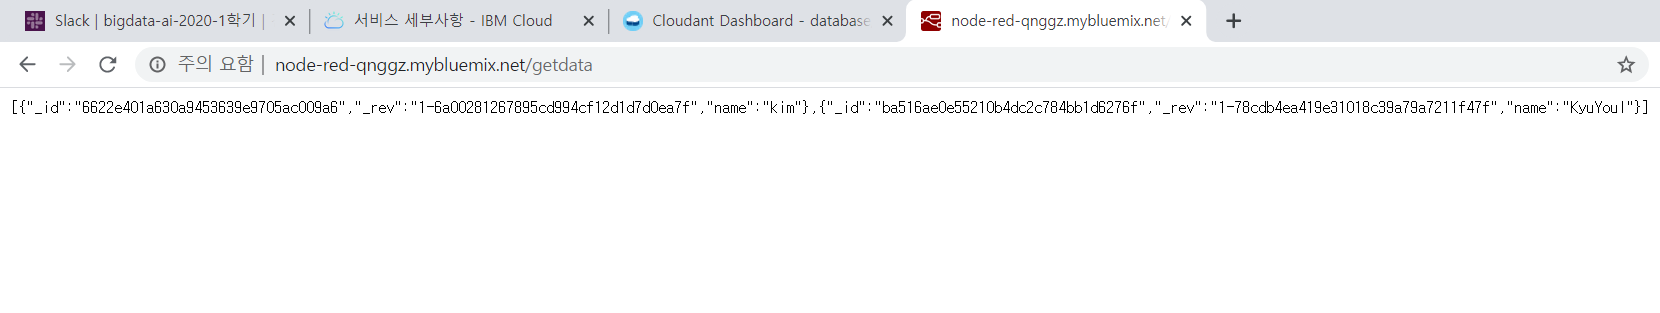 Slack | bigdata-ai-2020-1학기 |
서비스 세부사항 - IBM Cloud
Cloudant Dashboard - database
node-red-qnggz.mybluemix.net/
주의 요함 | node-red-qnggz.mybluemix.net/getdata
[{"_id":"6622e401a630a9453639e9705ac009a6","_rev":"1-6a00281267895cd994cf12d1d7d0ea7f","name":"kim"},{"_id":"ba516ae0e55210b4dc2c784bb1d6276f","_rev":"1-78cdb4ea419e31018c39a79a7211f47f","name":"KyuYoul"}]